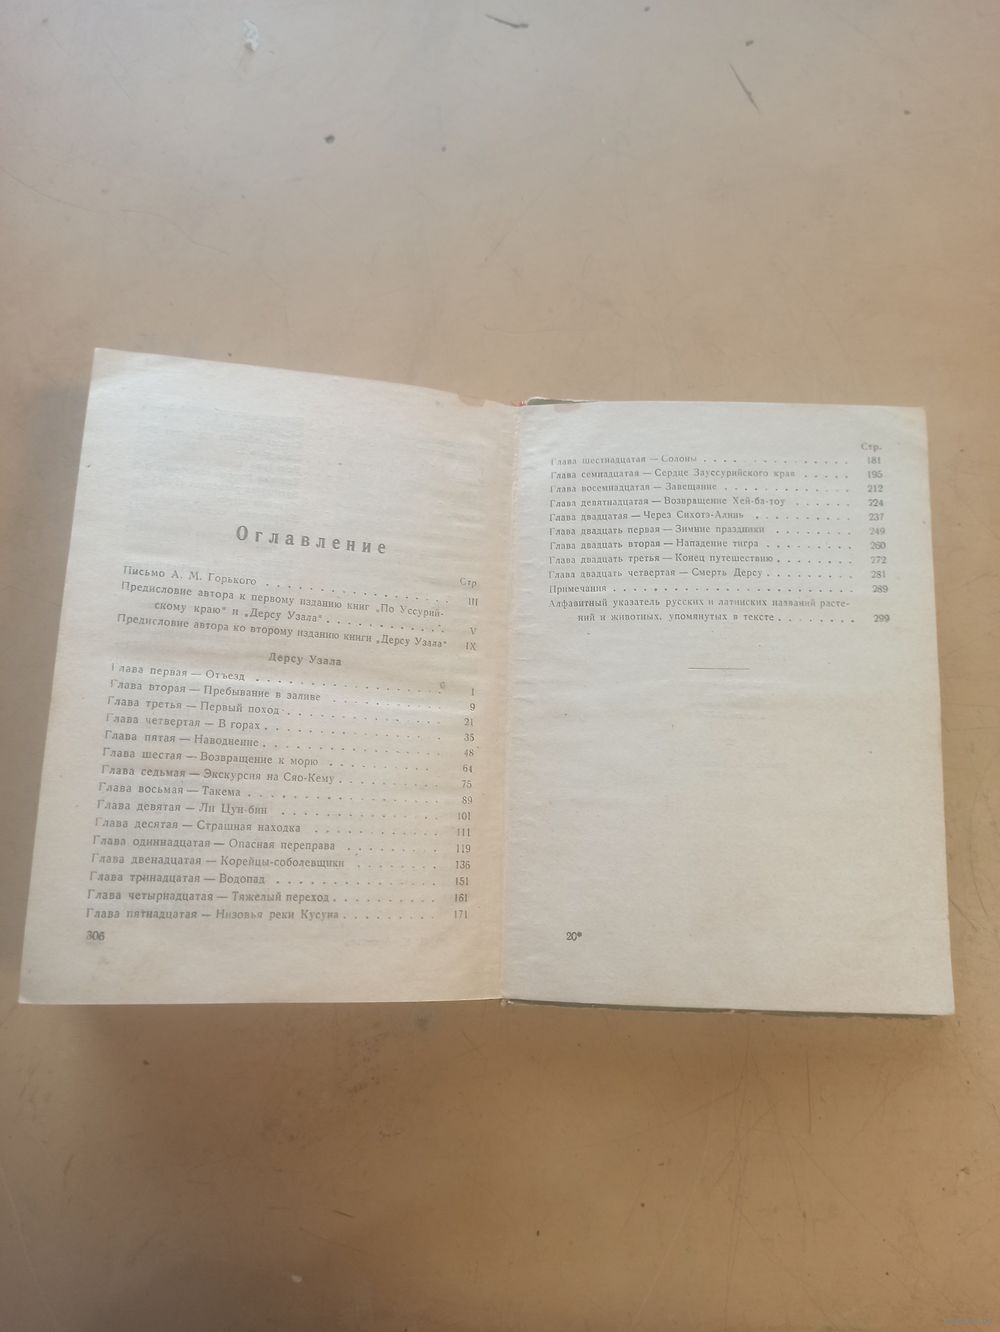 Оглавление
Стр.
Письмо А. М. Горького . . . . . . . . . . . . . III
Предисловие автора к первому изданию книг „По Уссурий-
скому краю“ и „Дерсу Узала“ . . . . . . . . . . . V
Предисловие автора ко второму изданию книги „Дерсу Узала“ IX
Дерсу Узала
Глава первая — Отъезд . . . . . . . . . . . . . . 1
Глава вторая — Пребывание в заливе . . . . . . . . 9
Глава третья — Первый поход . . . . . . . . . . . 21
Глава четвертая — В горах . . . . . . . . . . . . 35
Глава пятая — Наводнение . . . . . . . . . . . . 48
Глава шестая — Возвращение к морю . . . . . . . . 64
Глава седьмая — Экскурсия на Сяо-Кему . . . . . . . 75
Глава восьмая — Такема . . . . . . . . . . . . . 89
Глава девятая — Ли Цун-бин . . . . . . . . . . . 101
Глава десятая — Страшная находка . . . . . . . . . 111
Глава одиннадцатая — Опасная переправа . . . . . . 119
Глава двенадцатая — Корейцы-соболевщики . . . . . . 136
Глава тринадцатая — Водопад . . . . . . . . . . . 151
Глава четырнадцатая — Тяжелый переход . . . . . . . 161
Глава пятнадцатая — Низовья реки Кусуна . . . . . . 171
306
Стр.
Глава шестнадцатая — Солоны . . . . . . . . . . . 181
Глава семнадцатая — Сердце Зауссурийского края . . . . . 195
Глава восемнадцатая — Завещание . . . . . . . . . . 212
Глава девятнадцатая — Возвращение Хей-ба-тоу . . . . . 224
Глава двадцатая — Через Сихотэ-Алинь . . . . . . . . 237
Глава двадцать первая — Зимние праздники . . . . . . 249
Глава двадцать вторая — Нападение тигра . . . . . . . 260
Глава двадцать третья — Конец путешествию . . . . . . 272
Глава двадцать четвертая — Смерть Дерсу . . . . . . . 281
Примечания . . . . . . . . . . . . . . . . . . 289
Алфавитный указатель русских и латинских названий расте-
ний и животных, упомянутых в тексте . . . . . . . . 299
20*